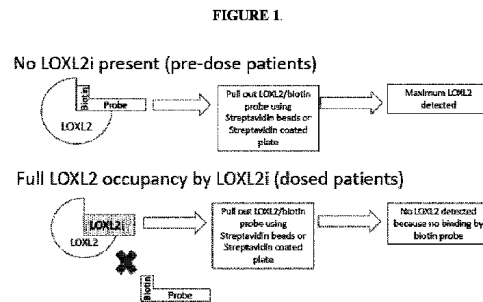 FIGURE 1.
No LOXL2i present (pre-dose patients)
Biotin
Probe
LOXL2
Pull out LOXL2/biotin
probe using
Streptavidin beads or
Streptavidin coated
plate
Maximum LOXL2
detected
Full LOXL2 occupancy by LOXL2i (dosed patients)
LOXL2i
LOXL2
Pull out LOXL2/biotin
probe using
Streptavidin beads or
Streptavidin coated
plate
No LOXL2 detected
because no binding by
biotin probe
Biotin
Probe